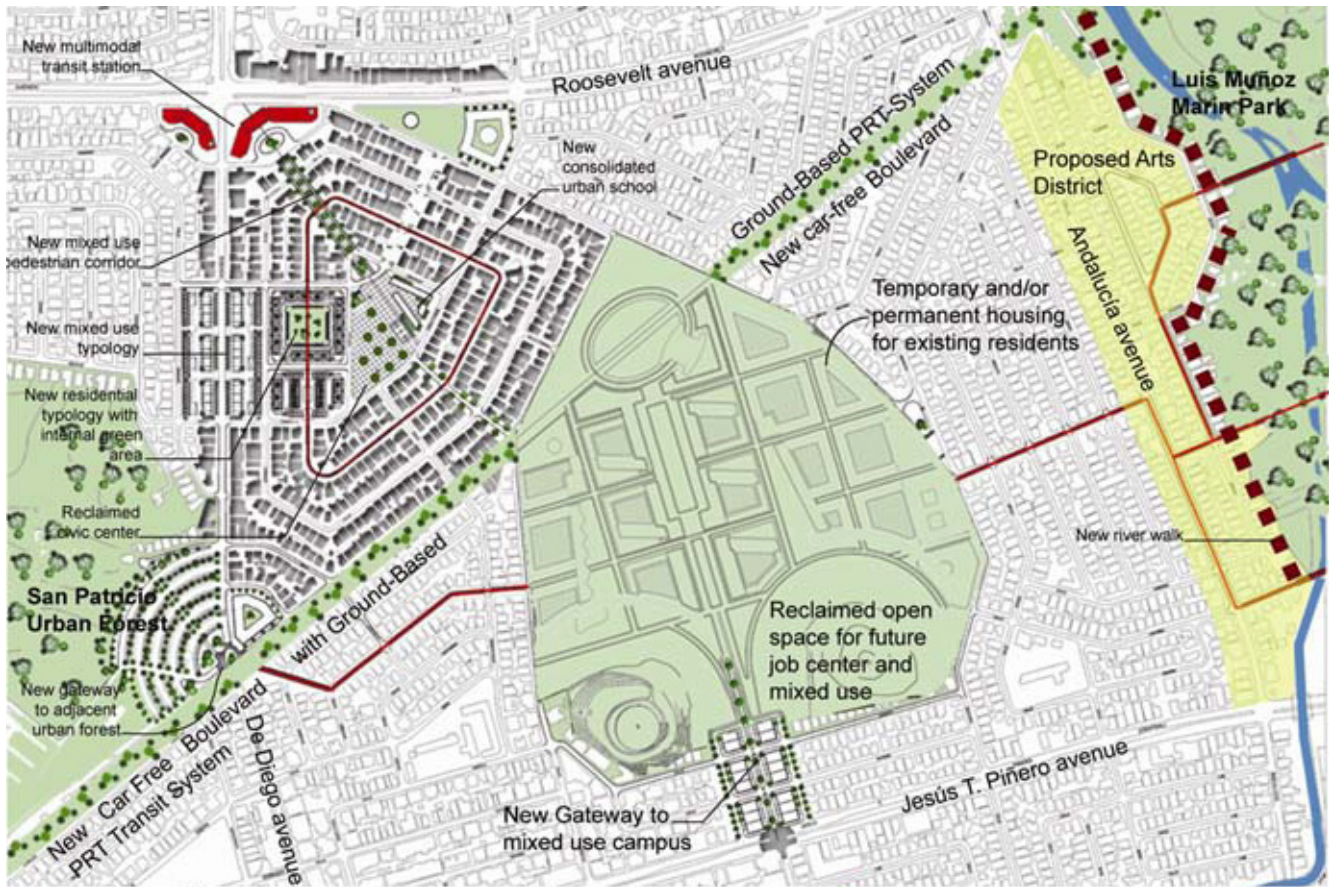 New multimodal
transit station
Roosevelt avenue
Luis Muñoz
Marin Park
New
consolidated
urban school
Proposed Arts
District
Ground-Based PRT-System
New car-free Boulevard
New mixed use
pedestrian corridor
Andalucía avenue
Temporary and/or
permanent housing
for existing residents
New mixed use
typology
New residential
typology with
internal green
area
Reclaimed
civic center
New river walk
San Patricio
Urban Forest
with Ground-Based
Reclaimed open
space for future
job center and
mixed use
New gateway
to adjacent
urban forest
New Car Free Boulevard
PRT Transit System
De Diego avenue
Jesús T. Piñero avenue
New Gateway to
mixed use campus